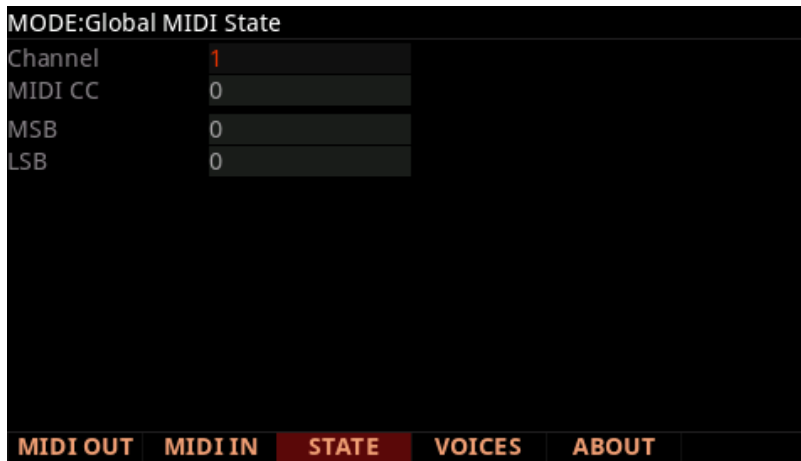 MODE:Global MIDI State
Channel 1
MIDI CC 0
MSB 0
LSB 0
MIDI OUT MIDI IN STATE VOICES ABOUT